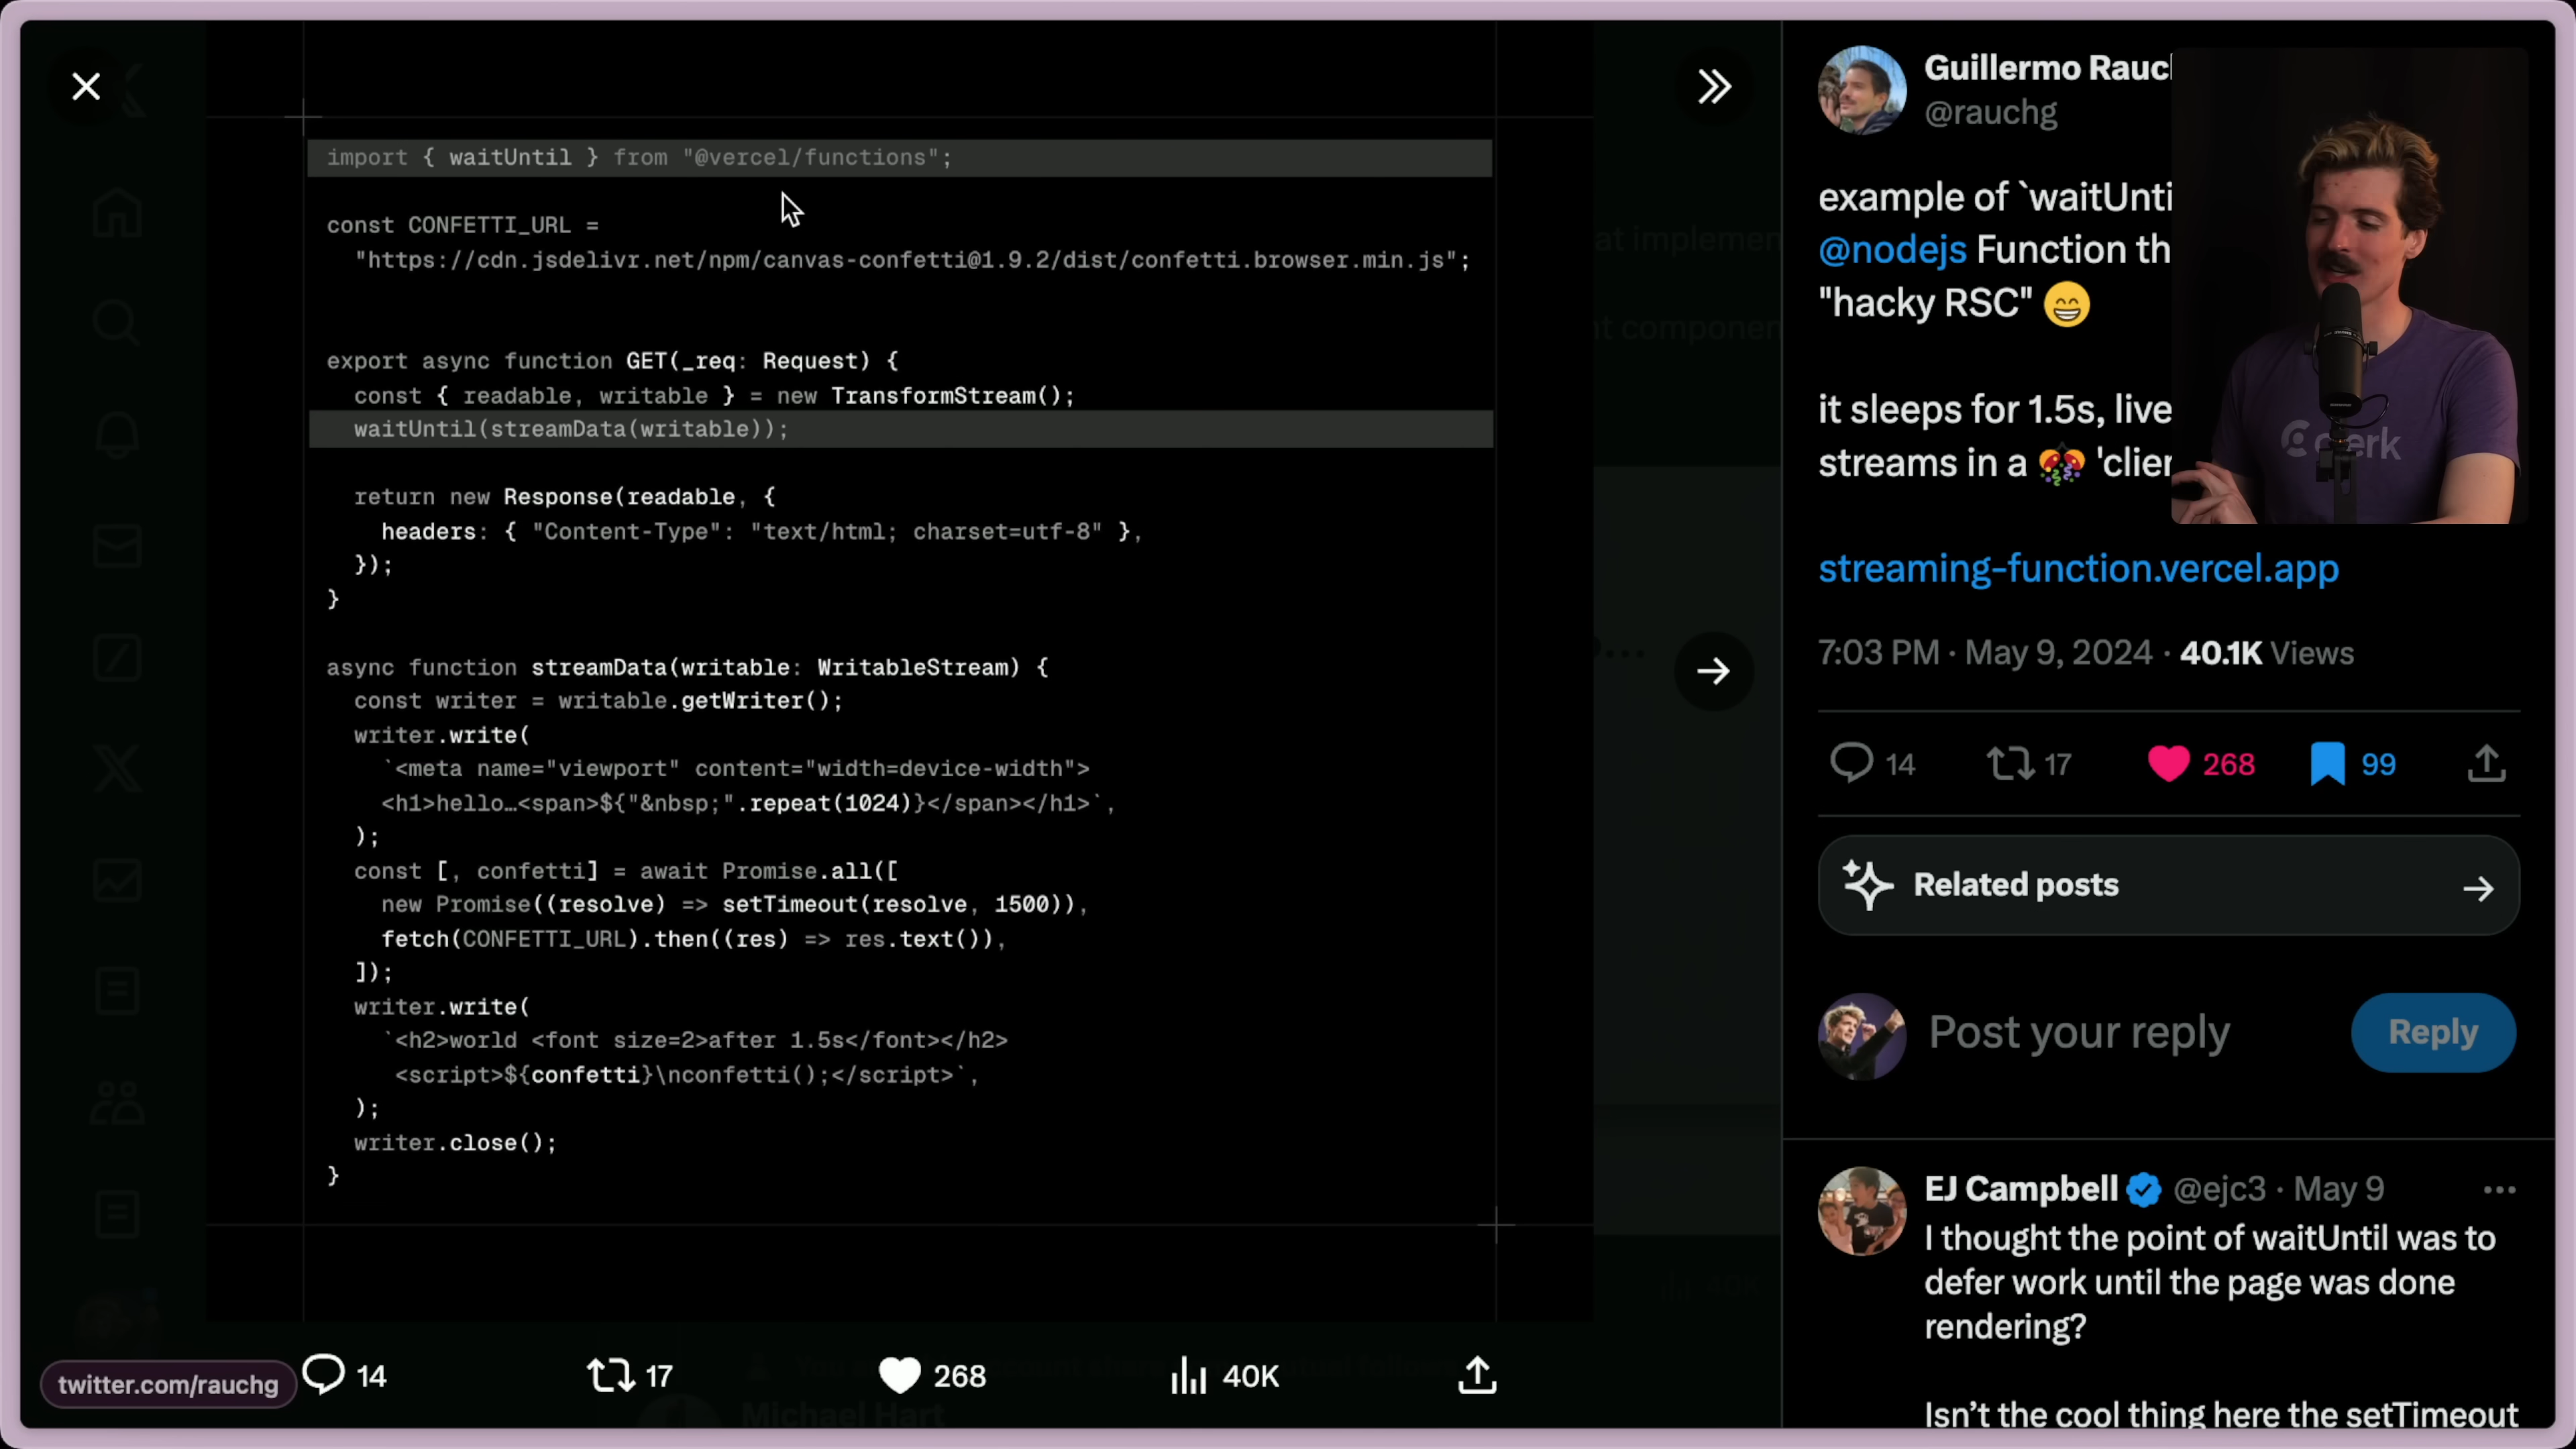 import { waitUntil } from "@vercel/functions";
const CONFETTI_URL =
"https://cdn.jsdelivr.net/npm/canvas-confetti@1.9.2/dist/confetti.browser.min.js";
export async function GET(_req: Request) {
const { readable, writable } = new TransformStream();
waitUntil(streamData(writable));
return new Response(readable, {
headers: { "Content-Type": "text/html; charset=utf-8" },
});
}
async function streamData(writable: WritableStream) {
const writer = writable.getWriter();
writer.write(
`<meta name="viewport" content="width=device-width">
<h1>hello…<span>${"&nbsp;".repeat(1024)}</span></h1>`,
);
const [, confetti] = await Promise.all([
new Promise((resolve) => setTimeout(resolve, 1500)),
fetch(CONFETTI_URL).then((res) => res.text()),
]);
writer.write(
`<h2>world <font size=2>after 1.5s</font></h2>
<script>${confetti}\nconfetti();</script>`,
);
writer.close();
}
14
17
268
40K
twitter.com/rauchg
Michael Hart
at implemen
t componen
Guillermo Rauc
@rauchg
example of `waitUnti
@nodejs Function th
"hacky RSC" 😁
it sleeps for 1.5s, live
streams in a 🎊 'clien
streaming-function.vercel.app
7:03 PM · May 9, 2024 · 40.1K Views
14
17
268
99
Related posts
Post your reply
Reply
EJ Campbell @ejc3 · May 9
I thought the point of waitUntil was to
defer work until the page was done
rendering?
Isn't the cool thing here the setTimeout